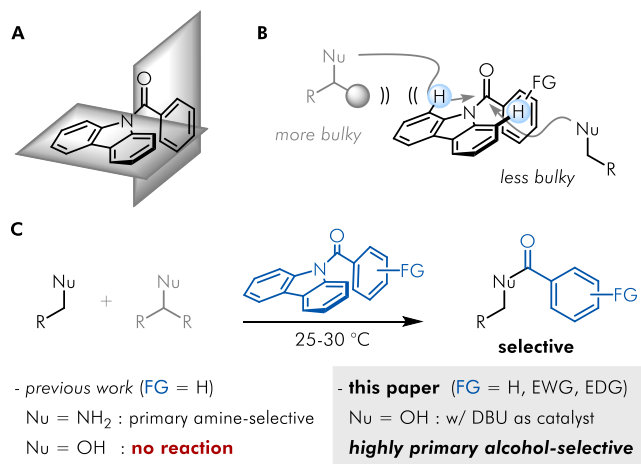 A
O
N
B
Nu
R
more bulky
)) ((
H
O
FG
H
N
Nu
R
less bulky
C
Nu
R
+
Nu
R R
O
N
FG
25-30 °C
O
Nu
R
FG
selective
- previous work (FG = H)
Nu = NH₂ : primary amine-selective
Nu = OH : no reaction
- this paper (FG = H, EWG, EDG)
Nu = OH : w/ DBU as catalyst
highly primary alcohol-selective